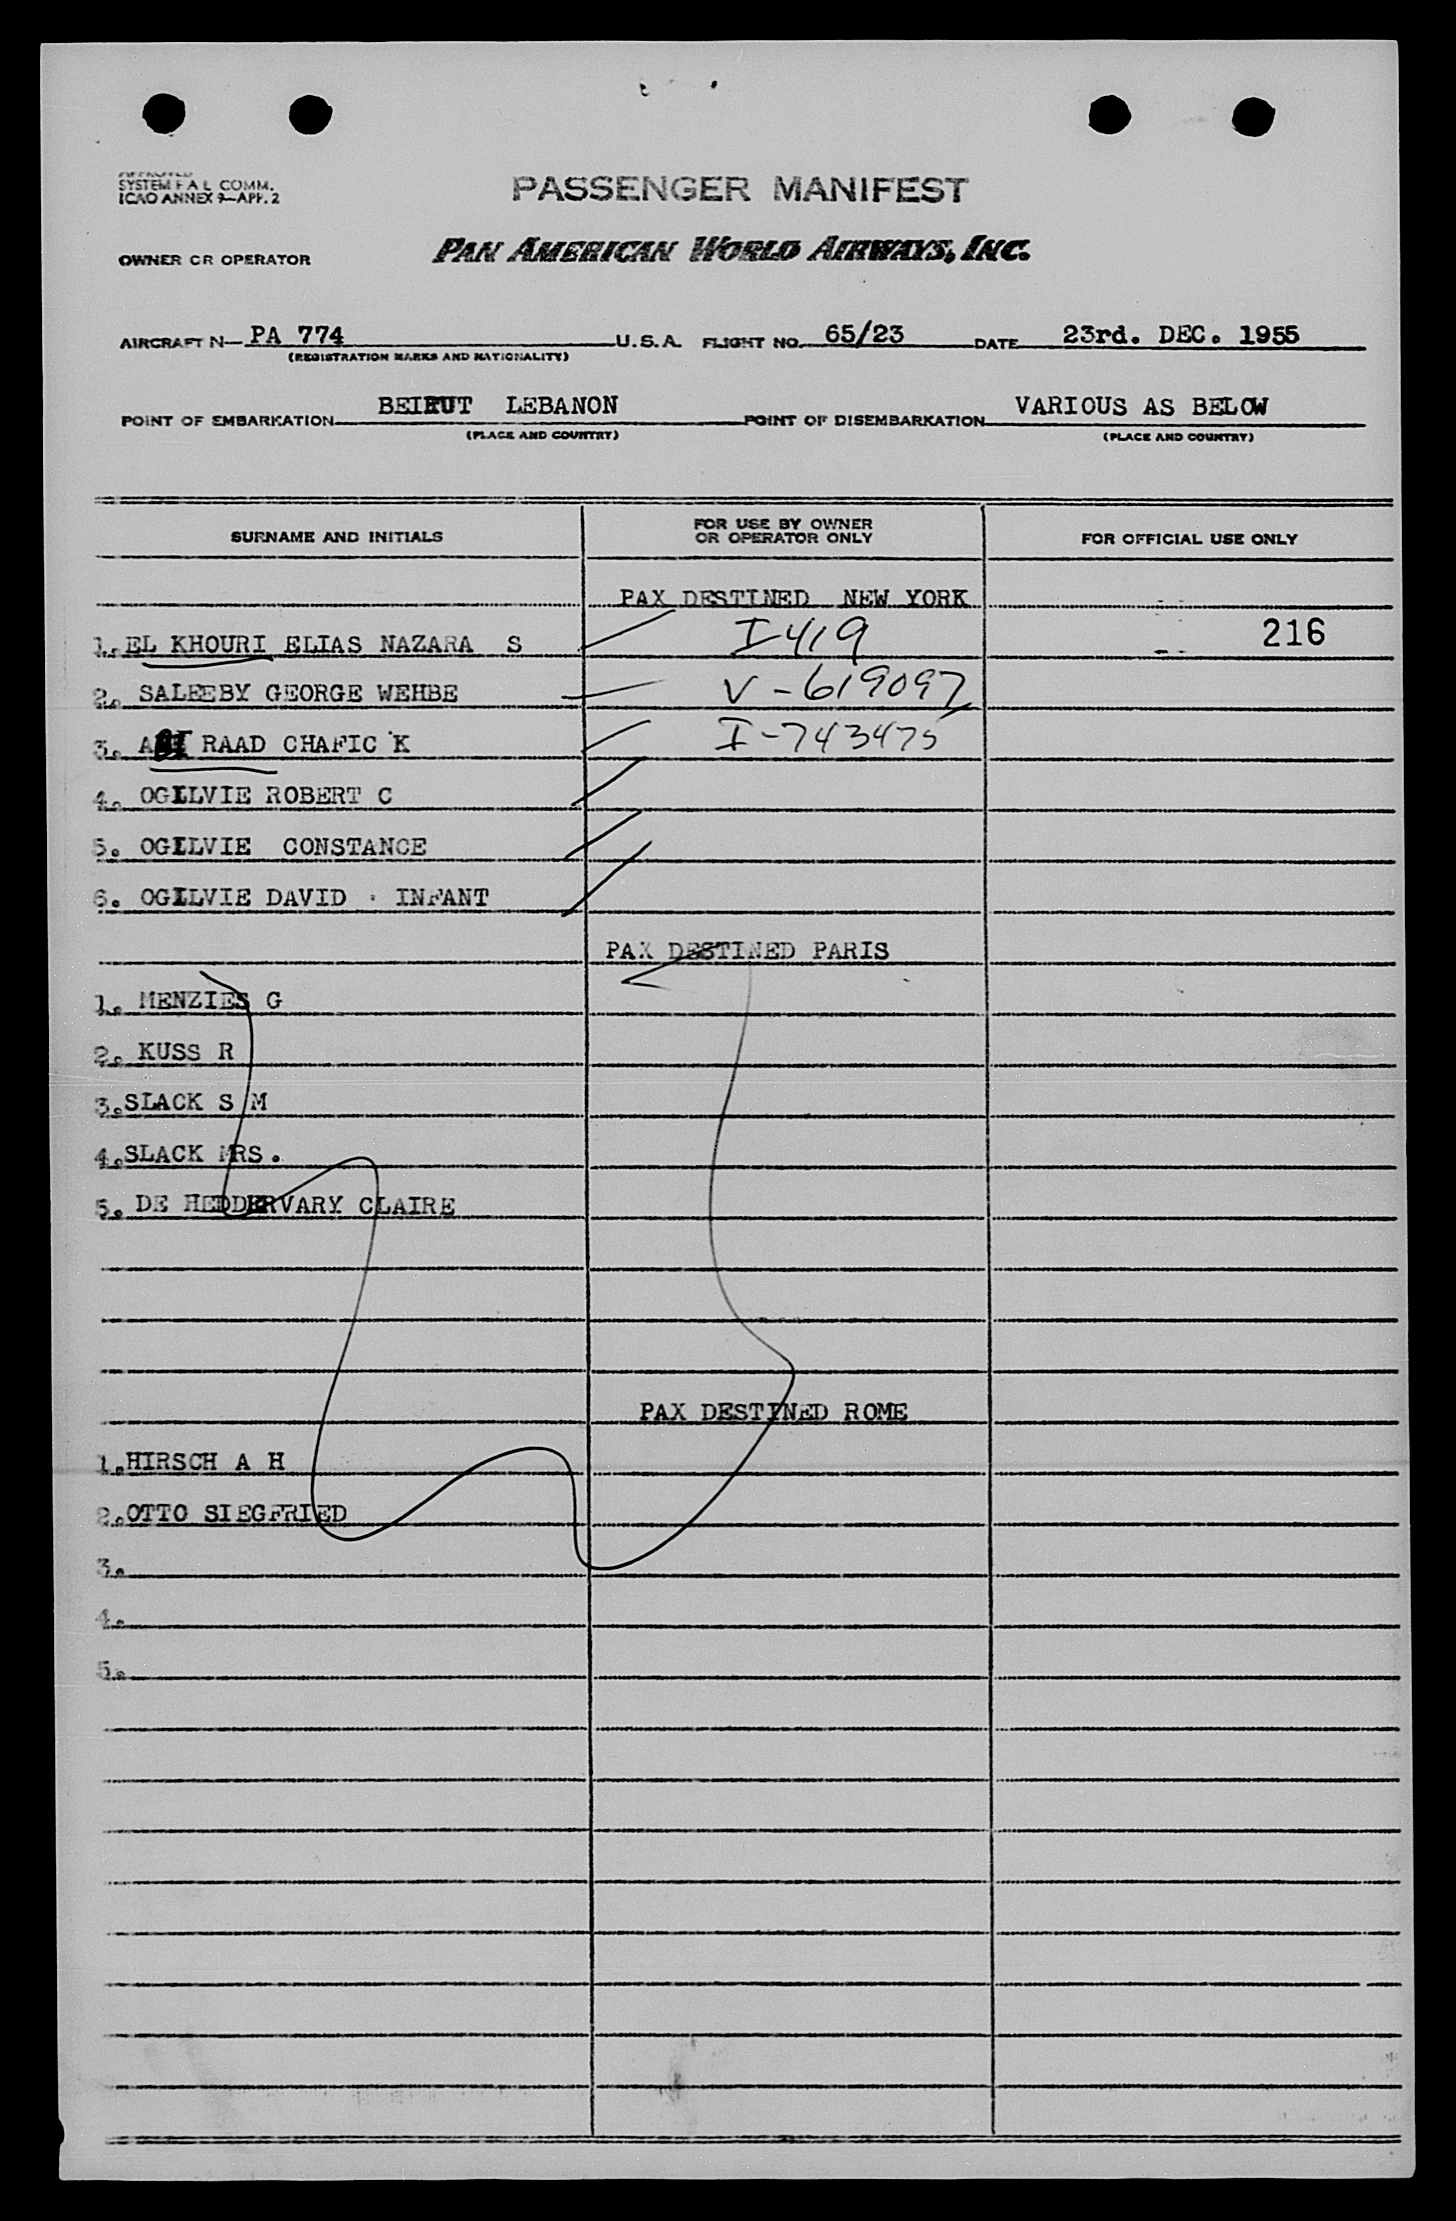 APPROVED
SYSTEM F A L COMM.
ICAO ANNEX 9—APP. 2
PASSENGER MANIFEST
OWNER OR OPERATOR PAN AMERICAN WORLD AIRWAYS, INC.
AIRCRAFT N— PA 774 U.S.A. FLIGHT NO. 65/23 DATE 23rd. DEC. 1955
(REGISTRATION MARKS AND NATIONALITY)
POINT OF EMBARKATION BEIRUT LEBANON POINT OF DISEMBARKATION VARIOUS AS BELOW
(PLACE AND COUNTRY) (PLACE AND COUNTRY)
SURNAME AND INITIALS FOR USE BY OWNER OR OPERATOR ONLY FOR OFFICIAL USE ONLY
PAX DESTINED NEW YORK
1. EL KHOURI ELIAS NAZARA S I-419 216
2. SALEEBY GEORGE WEHBE V-619097
3. ABI RAAD CHAFIC K I-743475
4. OGILVIE ROBERT C
5. OGILVIE CONSTANCE
6. OGILVIE DAVID . INFANT
PAX DESTINED PARIS
1. MENZIES G
2. KUSS R
3. SLACK S M
4. SLACK MRS.
5. DE HEDDERVARY CLAIRE
PAX DESTINED ROME
1. HIRSCH A H
2. OTTO SIEGFRIED
3.
4.
5.